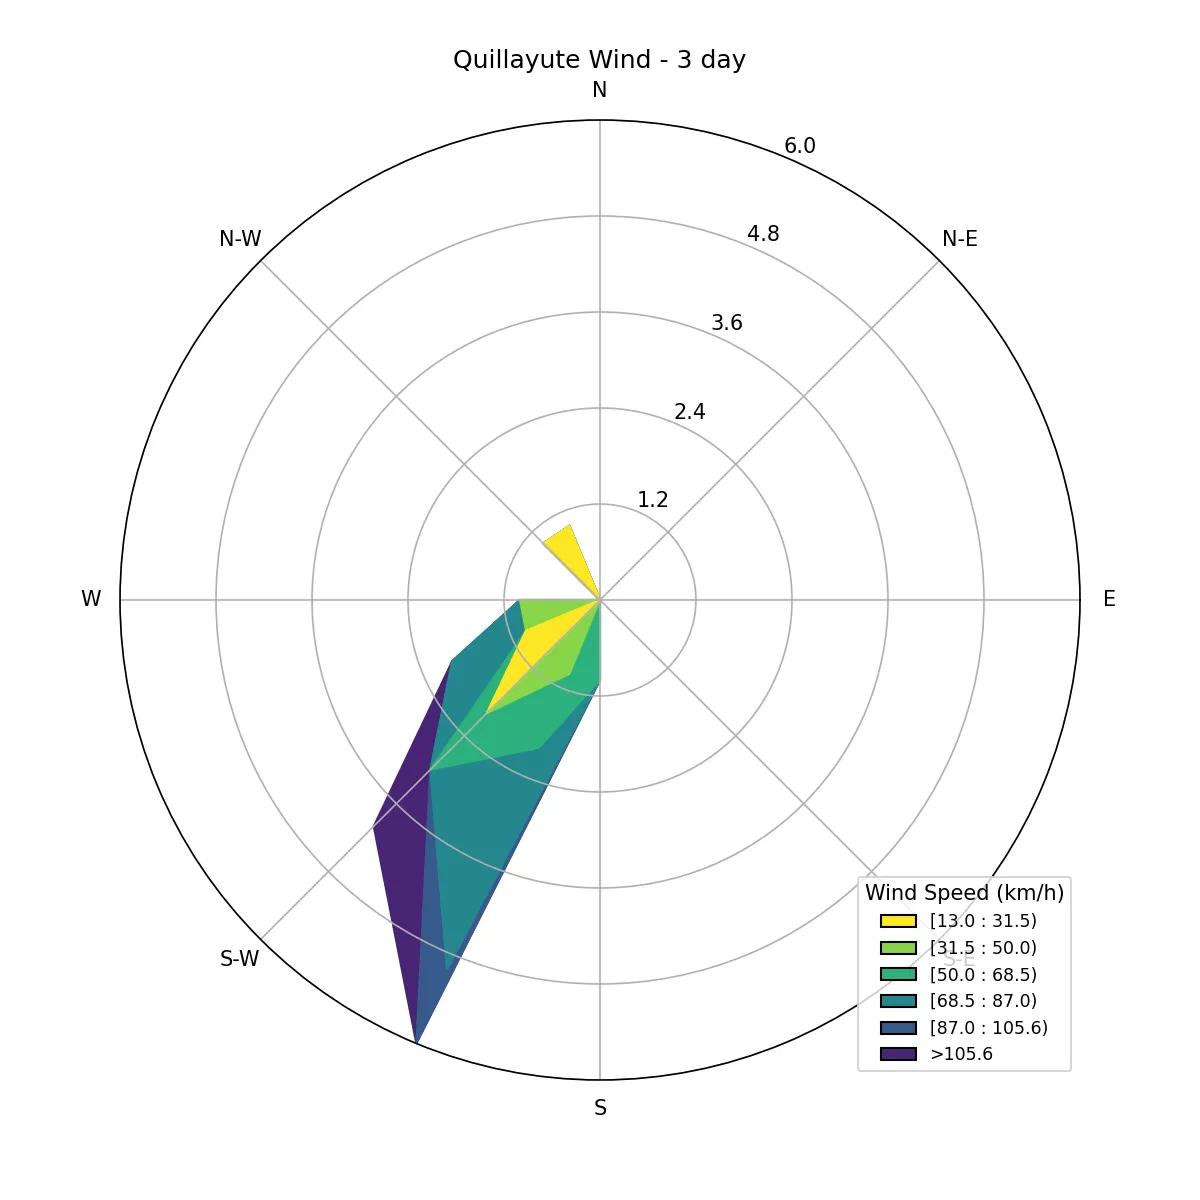 Quillayute Wind - 3 day
N
6.0
N-W
N-E
4.8
3.6
2.4
1.2
W
E
S-W
S-E
Wind Speed (km/h)
[13.0 : 31.5)
[31.5 : 50.0)
[50.0 : 68.5)
[68.5 : 87.0)
[87.0 : 105.6)
>105.6
S